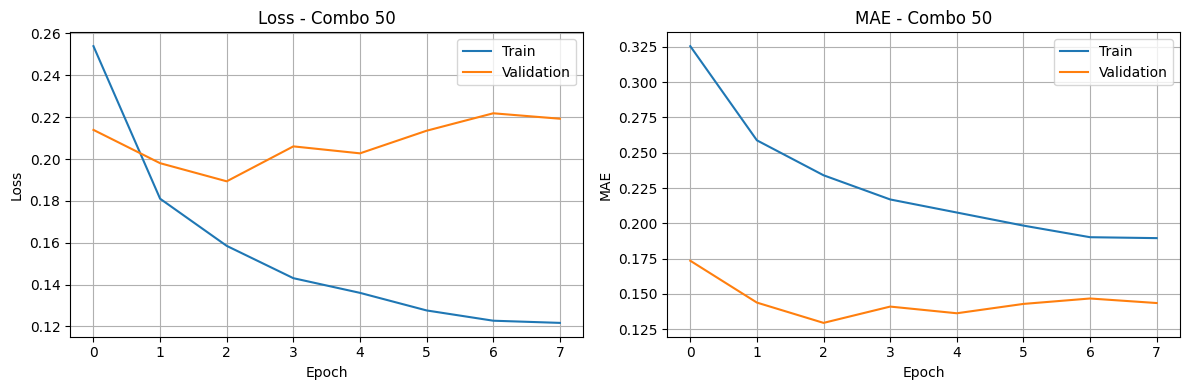 Loss - Combo 50
0.26
0.24
0.22
0.20
0.18
0.16
0.14
0.12
Loss
0 1 2 3 4 5 6 7
Epoch
Train
Validation
MAE - Combo 50
0.325
0.300
0.275
0.250
0.225
0.200
0.175
0.150
0.125
MAE
0 1 2 3 4 5 6 7
Epoch
Train
Validation